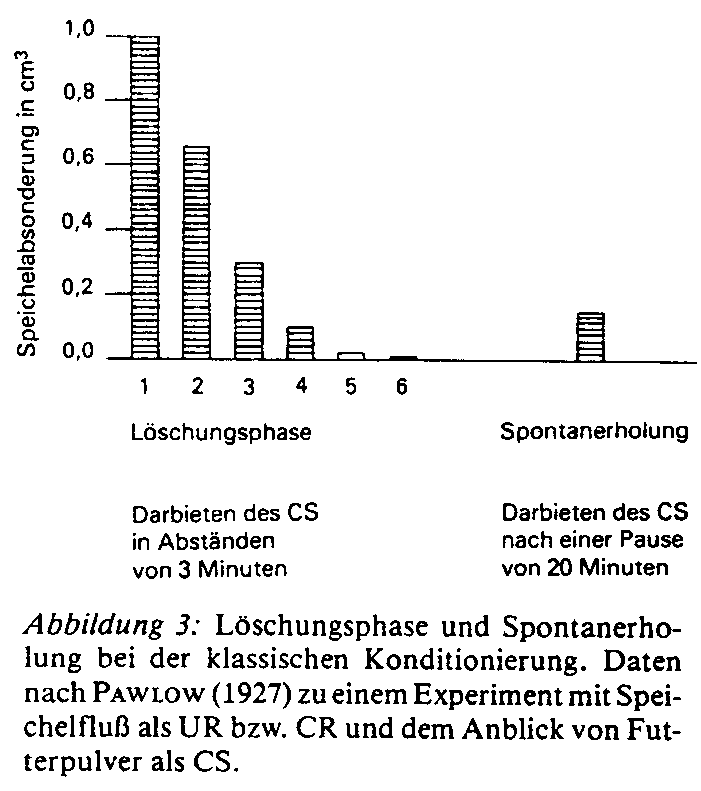 Speichelabsonderung in cm³
1,0
0,8
0,6
0,4
0,2
0,0
1 2 3 4 5 6
Löschungsphase Spontanerholung
Darbieten des CS Darbieten des CS
in Abständen nach einer Pause
von 3 Minuten von 20 Minuten
Abbildung 3: Löschungsphase und Spontanerho-
lung bei der klassischen Konditionierung. Daten
nach PAWLOW (1927) zu einem Experiment mit Spei-
chelfluß als UR bzw. CR und dem Anblick von Fut-
terpulver als CS.